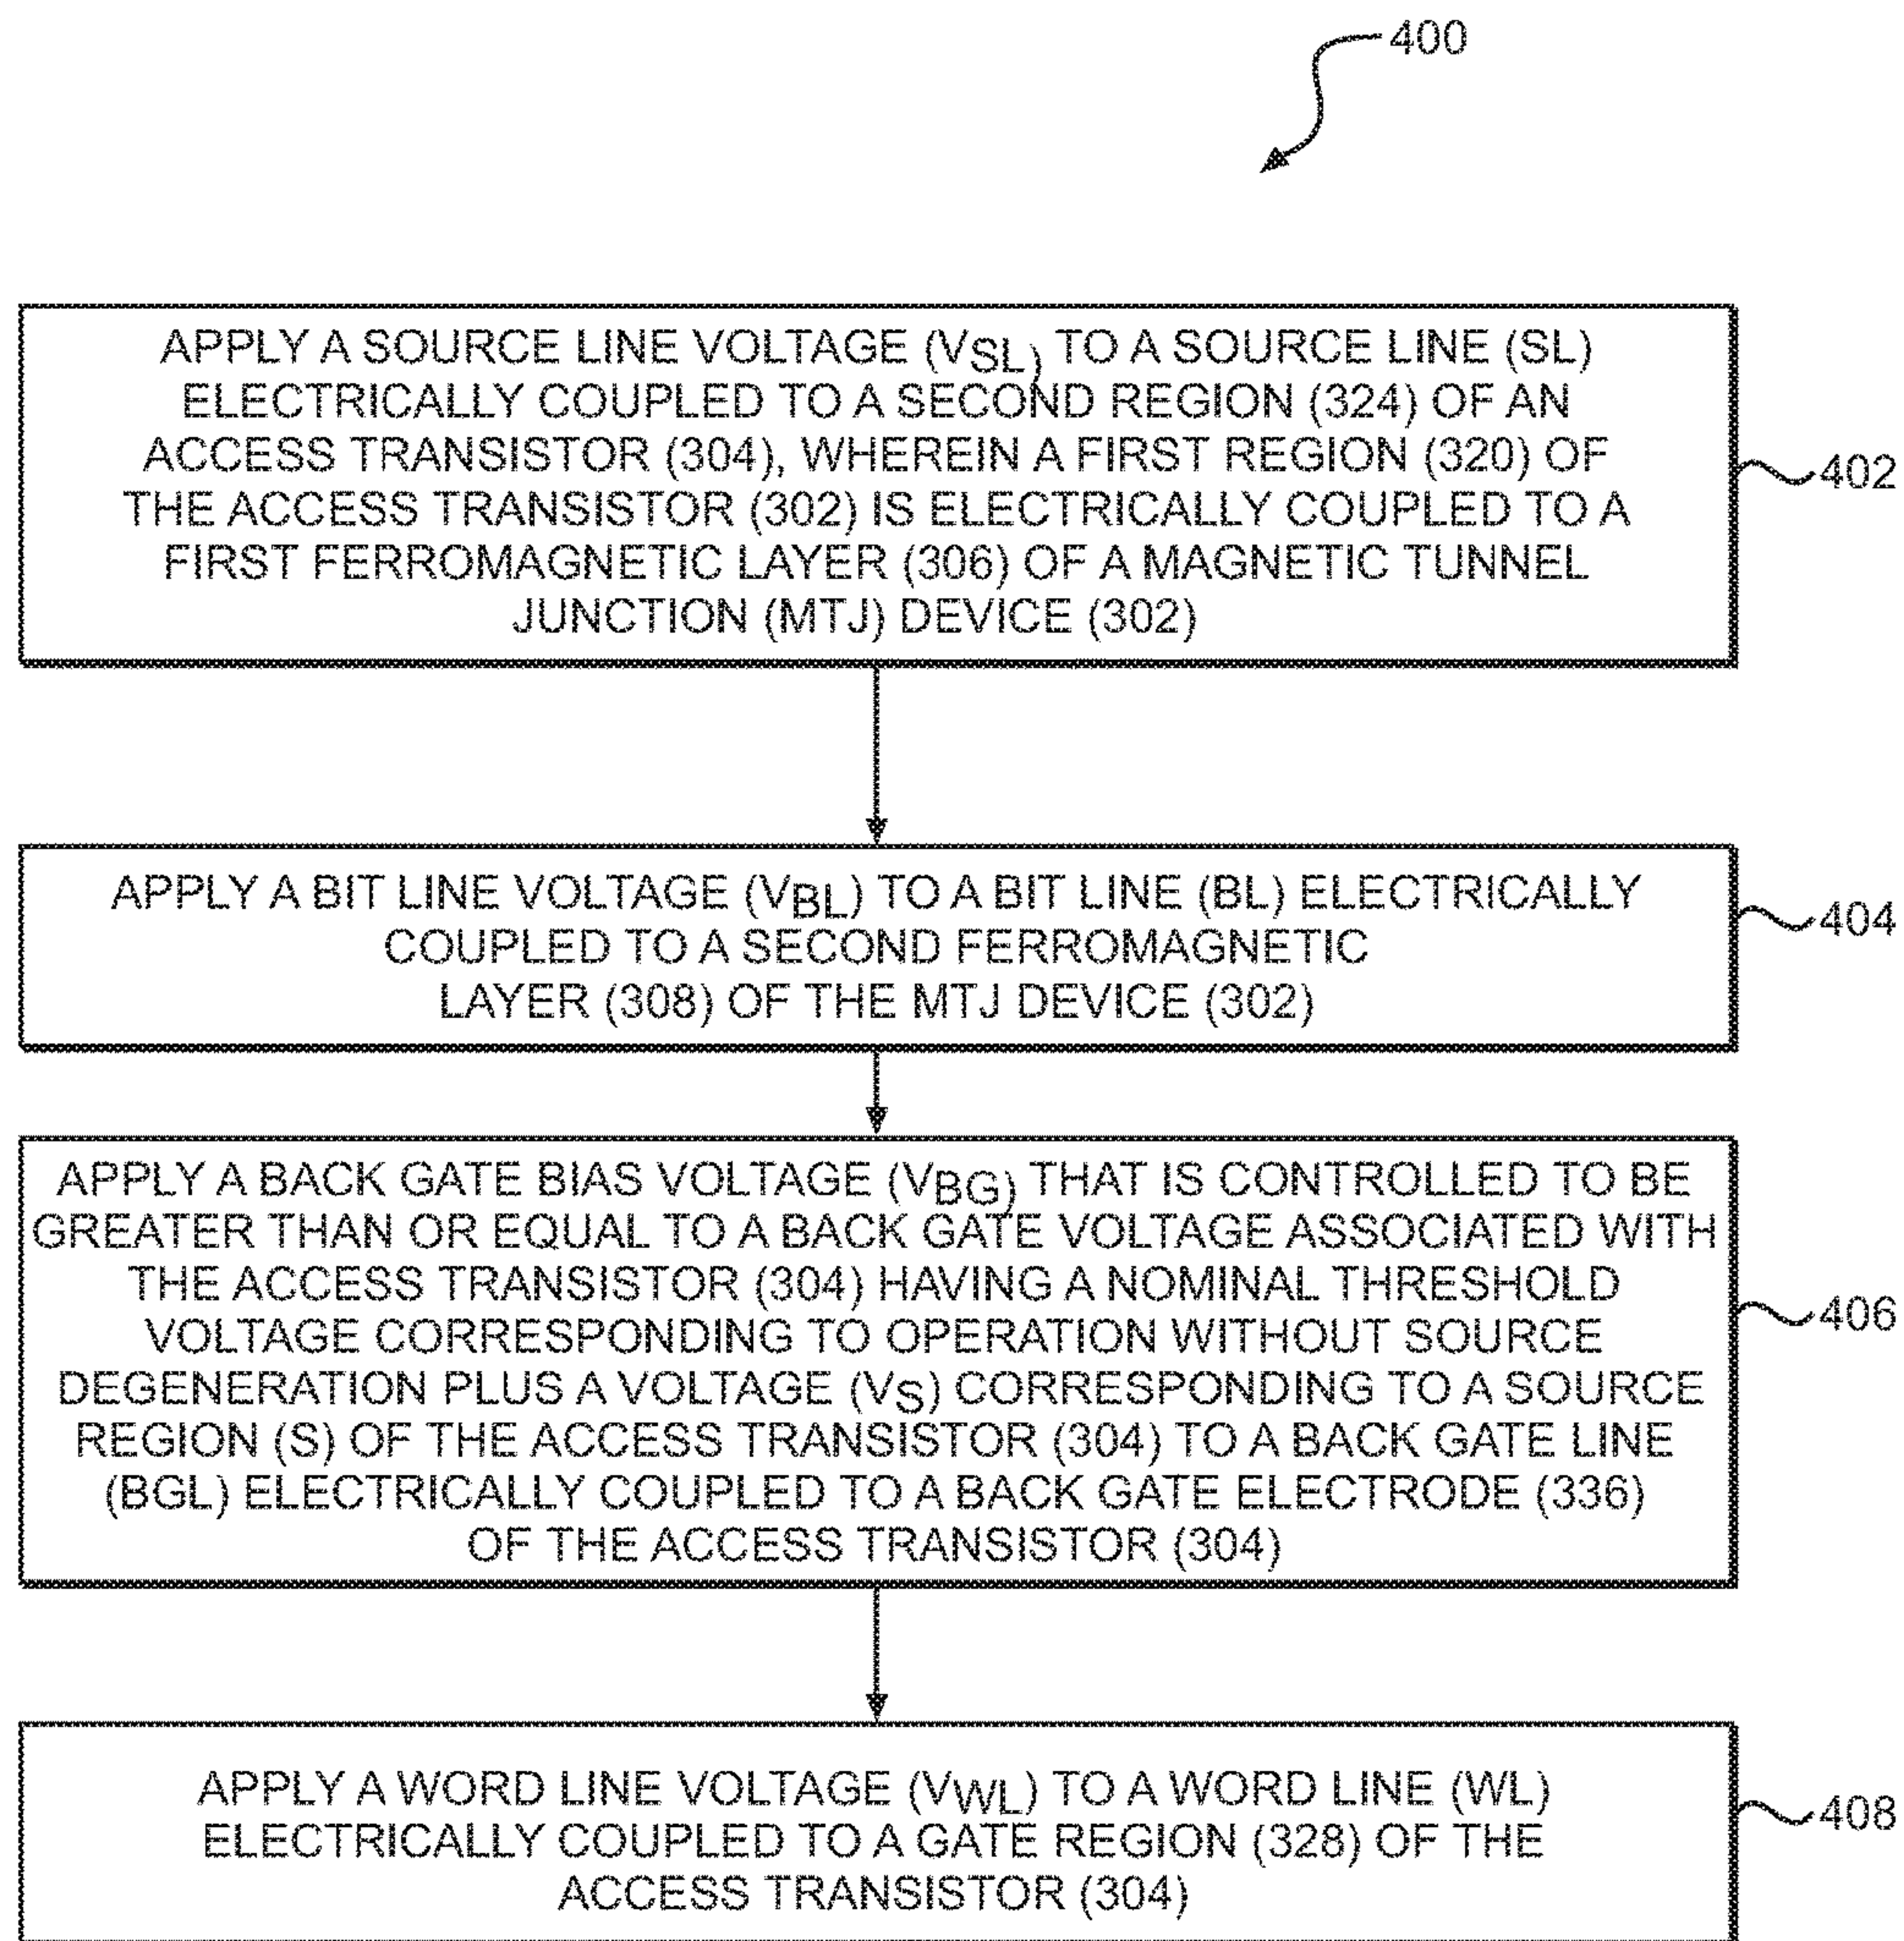 400
APPLY A SOURCE LINE VOLTAGE (VSL) TO A SOURCE LINE (SL)
ELECTRICALLY COUPLED TO A SECOND REGION (324) OF AN
ACCESS TRANSISTOR (304), WHEREIN A FIRST REGION (320) OF
THE ACCESS TRANSISTOR (302) IS ELECTRICALLY COUPLED TO A
FIRST FERROMAGNETIC LAYER (306) OF A MAGNETIC TUNNEL
JUNCTION (MTJ) DEVICE (302)
402
APPLY A BIT LINE VOLTAGE (VBL) TO A BIT LINE (BL) ELECTRICALLY
COUPLED TO A SECOND FERROMAGNETIC
LAYER (308) OF THE MTJ DEVICE (302)
404
APPLY A BACK GATE BIAS VOLTAGE (VBG) THAT IS CONTROLLED TO BE
GREATER THAN OR EQUAL TO A BACK GATE VOLTAGE ASSOCIATED WITH
THE ACCESS TRANSISTOR (304) HAVING A NOMINAL THRESHOLD
VOLTAGE CORRESPONDING TO OPERATION WITHOUT SOURCE
DEGENERATION PLUS A VOLTAGE (VS) CORRESPONDING TO A SOURCE
REGION (S) OF THE ACCESS TRANSISTOR (304) TO A BACK GATE LINE
(BGL) ELECTRICALLY COUPLED TO A BACK GATE ELECTRODE (336)
OF THE ACCESS TRANSISTOR (304)
406
APPLY A WORD LINE VOLTAGE (VWL) TO A WORD LINE (WL)
ELECTRICALLY COUPLED TO A GATE REGION (328) OF THE
ACCESS TRANSISTOR (304)
408